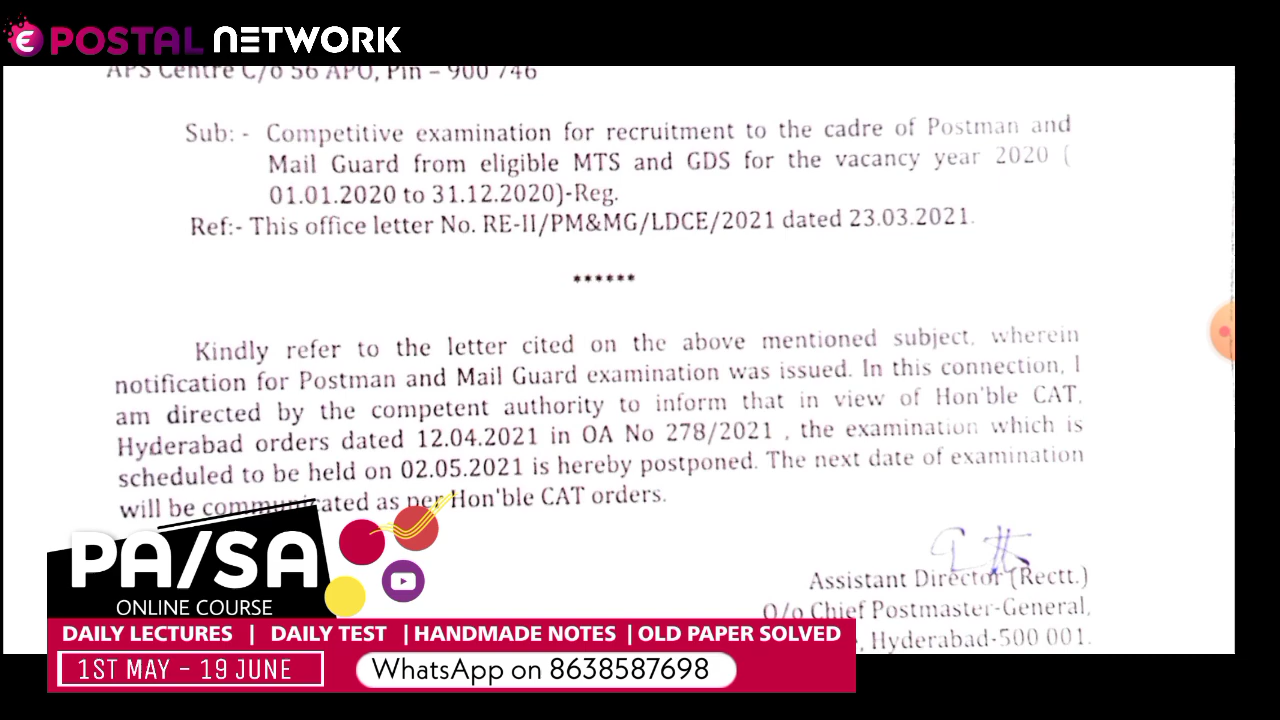 ePOSTAL NETWORK
APS Centre C/o 56 APO, Pin – 900 746
Sub: - Competitive examination for recruitment to the cadre of Postman and
Mail Guard from eligible MTS and GDS for the vacancy year 2020 (
01.01.2020 to 31.12.2020)-Reg.
Ref:- This office letter No. RE-II/PM&MG/LDCE/2021 dated 23.03.2021.
******
Kindly refer to the letter cited on the above mentioned subject, wherein
notification for Postman and Mail Guard examination was issued. In this connection, I
am directed by the competent authority to inform that in view of Hon'ble CAT,
Hyderabad orders dated 12.04.2021 in OA No 278/2021 , the examination which is
scheduled to be held on 02.05.2021 is hereby postponed. The next date of examination
will be communicated as per Hon'ble CAT orders.
Assistant Director (Rectt.)
O/o Chief Postmaster-General,
, Hyderabad-500 001.
PA/SA
ONLINE COURSE
DAILY LECTURES | DAILY TEST | HANDMADE NOTES | OLD PAPER SOLVED
1ST MAY – 19 JUNE
WhatsApp on 8638587698